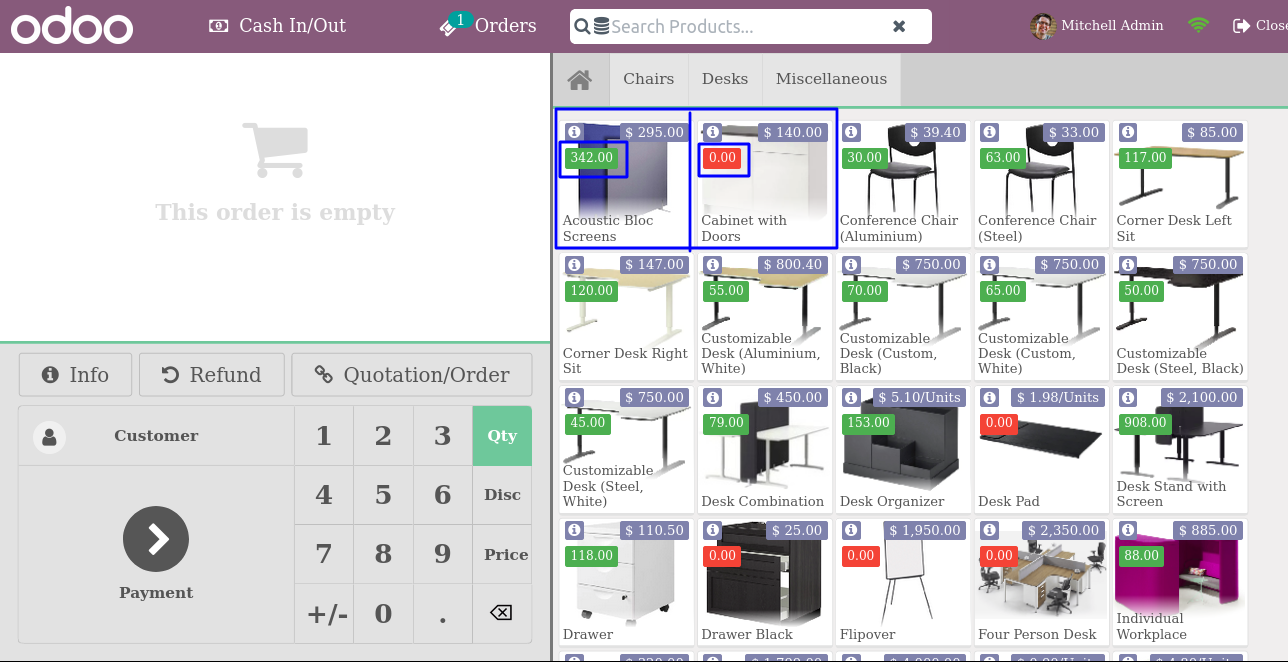 odoo
Cash In/Out
1
Orders
Search Products...
Mitchell Admin
Close
This order is empty
Chairs
Desks
Miscellaneous
$ 295.00
342.00
Acoustic Bloc
Screens
$ 140.00
0.00
Cabinet with
Doors
$ 39.40
30.00
Conference Chair
(Aluminium)
$ 33.00
63.00
Conference Chair
(Steel)
$ 85.00
117.00
Corner Desk Left
Sit
$ 147.00
120.00
Corner Desk Right
Sit
$ 800.40
55.00
Customizable
Desk (Aluminium,
White)
$ 750.00
70.00
Customizable
Desk (Custom,
Black)
$ 750.00
65.00
Customizable
Desk (Custom,
White)
$ 750.00
50.00
Customizable
Desk (Steel, Black)
$ 750.00
45.00
Customizable
Desk (Steel,
White)
$ 450.00
79.00
Desk Combination
$ 5.10/Units
153.00
Desk Organizer
$ 1.98/Units
0.00
Desk Pad
$ 2,100.00
908.00
Desk Stand with
Screen
$ 110.50
118.00
Drawer
$ 25.00
0.00
Drawer Black
$ 1,950.00
0.00
Flipover
$ 2,350.00
0.00
Four Person Desk
$ 885.00
88.00
Individual
Workplace
Info
Refund
Quotation/Order
Customer
1 2 3 Qty
4 5 6 Disc
7 8 9 Price
+/- 0 .
Payment